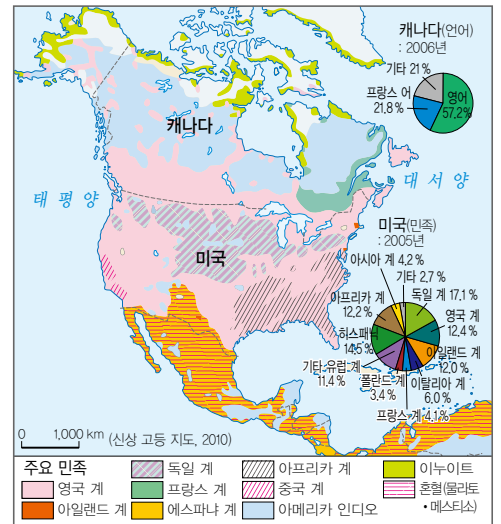 캐나다(언어)
: 2006년
기타 21 %
프랑스 어
21.8 %
영어
57.2%
캐나다
태평양
대서양
미국
미국(민족)
: 2005년
아시아 계 4.2 %
기타 2.7 %
독일 계 17.1 %
아프리카 계
12.2 %
영국 계
12.4 %
히스패닉
14.5 %
아일랜드 계
12.0 %
기타 유럽 계
11.4 %
이탈리아 계
6.0 %
폴란드 계
3.4 %
프랑스 계 4.1 %
0 1,000 km (신상 고등 지도, 2010)
주요 민족
독일 계
아프리카 계
이누이트
영국 계
프랑스 계
중국 계
혼혈(물라토
• 메스티소)
아일랜드 계
에스파냐 계
아메리카 인디오